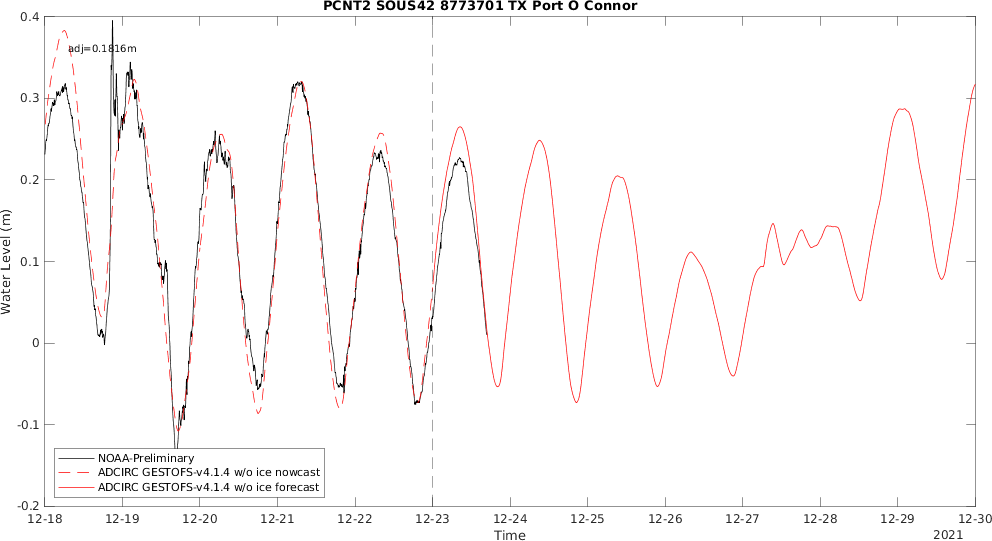 PCNT2 SOUS42 8773701 TX Port O Connor
adj=0.1816m
0.4
0.3
0.2
0.1
0
-0.1
-0.2
Water Level (m)
NOAA-Preliminary
ADCIRC GESTOFS-v4.1.4 w/o ice nowcast
ADCIRC GESTOFS-v4.1.4 w/o ice forecast
12-18 12-19 12-20 12-21 12-22 12-23 12-24 12-25 12-26 12-27 12-28 12-29 12-30
Time
2021